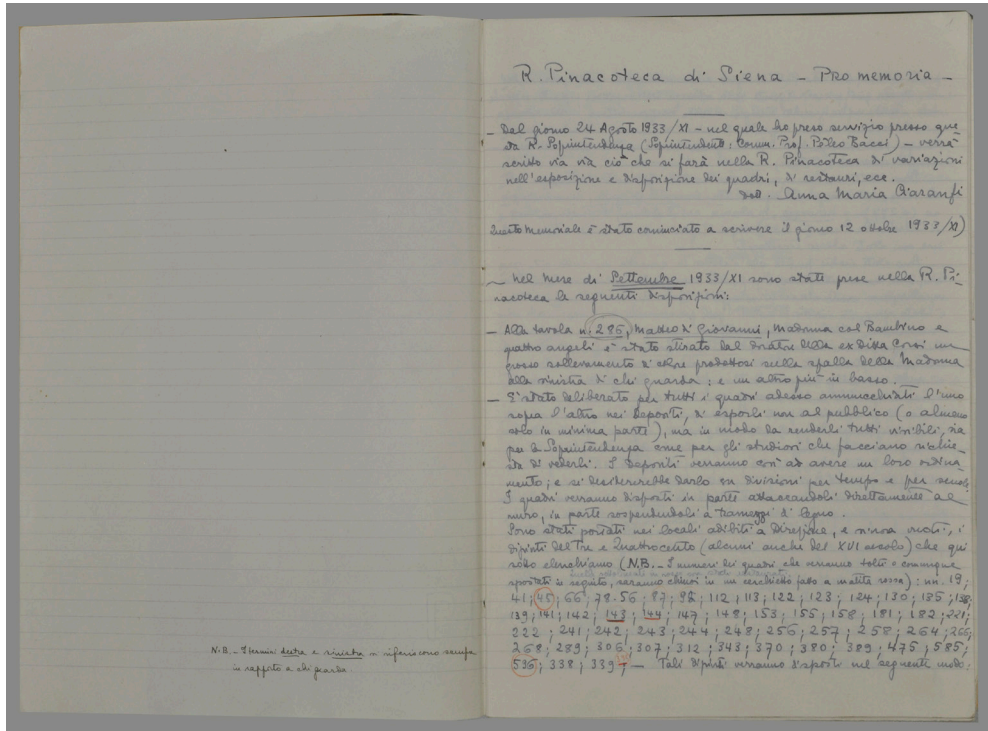 N.B. - I termini destra e sinistra si riferiscono sempre
in rapporto a chi guarda.
R. Pinacoteca di Siena - Pro memoria -
- Dal giorno 24 Agosto 1933/XI - nel quale ho preso servizio presso que-
sta R. Soprintendenza (Soprintendente: Comm. Prof. Pèleo Bacci) - verrà
scritto via via ciò che si farà nella R. Pinacoteca di variazioni
nell'esposizione e disposizione dei quadri, di restauri, ecc.
dott. Anna Maria Ciaranfi
Questo memoriale è stato cominciato a scrivere il giorno 12 ottobre 1933/XI)
- Nel mese di Settembre 1933/XI sono state prese nella R. Pi-
nacoteca le seguenti disposizioni:
- Alla tavola n. 286, Matteo di Giovanni, Madonna col Bambino e
quattro angeli è stato stirato dal doratore della ex ditta Corsi un
grosso sollevamento di colore prodottosi sulla spalla della Madonna
alla sinistra di chi guarda; e un altro più in basso.
- È stato deliberato per tutti i quadri adesso ammucchiati l'uno
sopra l'altro nei depositi, di esporli non al pubblico (o almeno
solo in minima parte), ma in modo da renderli tutti visibili, sia
per la Soprintendenza come per gli studiosi che facciano richie-
sta di vederli. I depositi verranno così ad avere un loro ordina-
mento; e si desidererebbe darlo con divisioni per tempo e per scuole.
I quadri verranno disposti in parte attaccandoli direttamente al
muro, in parte sospendendoli a tramezzi di legno.
Sono stati portati nei locali adibiti a Direzione, e ninora vuoti, i
dipinti del Tre e Quattrocento (alcuni anche del XVI secolo) che qui
sotto elenchiamo (N.B. - I numeri dei quadri che verranno tolti e comunque
spostati in seguito, saranno chiusi in un cerchietto fatto a matita rossa): nn. 19;
41; 45; 66; 78. 56; 87; 96; 112; 113; 122; 123; 124; 130; 135; 138;
139; 141; 142; 143; 144; 147; 148; 153; 155; 158; 181; 182; 221;
222; 241; 242; 243; 244; 248; 256; 257; 258; 264; 266;
268; 289; 306; 307; 312; 343; 370; 380; 389; 475; 585;
536; 338; 339 - Tali dipinti verranno disposti nel seguente modo: